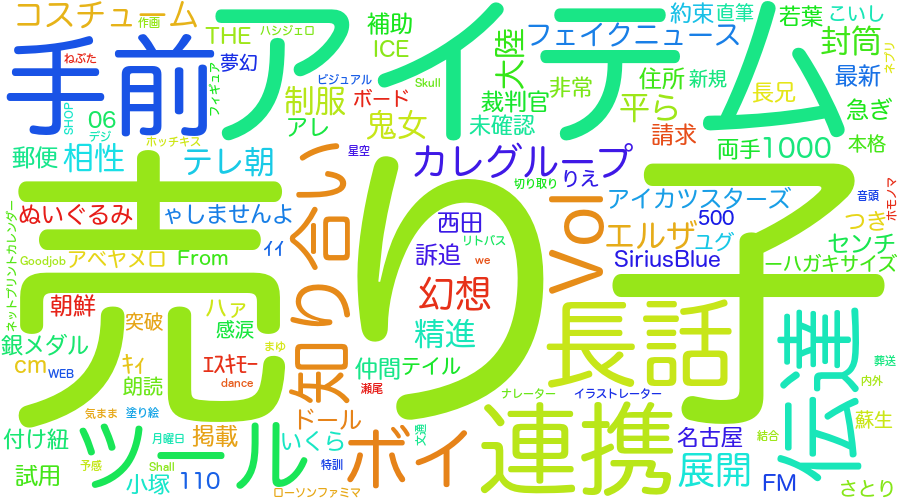 コスチューム
作画
ハシジェロ
THE
補助
ICE
大陸
アイテム
約束
直筆
若葉
こいし
フェイクニュース
封筒
手前
ねぶた
夢幻
ビジュアル
Skull
非常
住所
新規
最新
ネプリ
フィギュア
制服
ボード
鬼女
裁判官
平ら
長兄
急ぎ
SHOP
06
デジ
アレ
未確認
請求
両手
1000
本格
ホッチキス
郵便
相性
テレ朝
星空
カレグループ
切り取り
りえ
アイカツスターズ
音頭
ホモノマ
ぬいぐるみ
ゃしませんよ
知り合い
西田
Vol
500
つき
ネットプリントカレンダー
Goodjob
アベヤメロ
From
イイ
訴追
リトバス
we
エルザ
ユグ
センチ
SiriusBlue
ーハガキサイズ
売り子
朝鮮
ハァ
突破
感涙
幻想
長話
伝達
銀メダル
cm
WEB
キィ
朗読
エスキモー
まゆ
dance
精進
仲間
テイル
瀬尾
ナレーター
イラストレーター
葬送
内外
気まま
塗り絵
掲載
ドール
文通
連携
蘇生
付け紐
月曜日
ツール
いくら
ボイ
名古屋
結合
試用
予感
Shall
小塚
110
特訓
ローソンファミマ
展開
FM
さとり